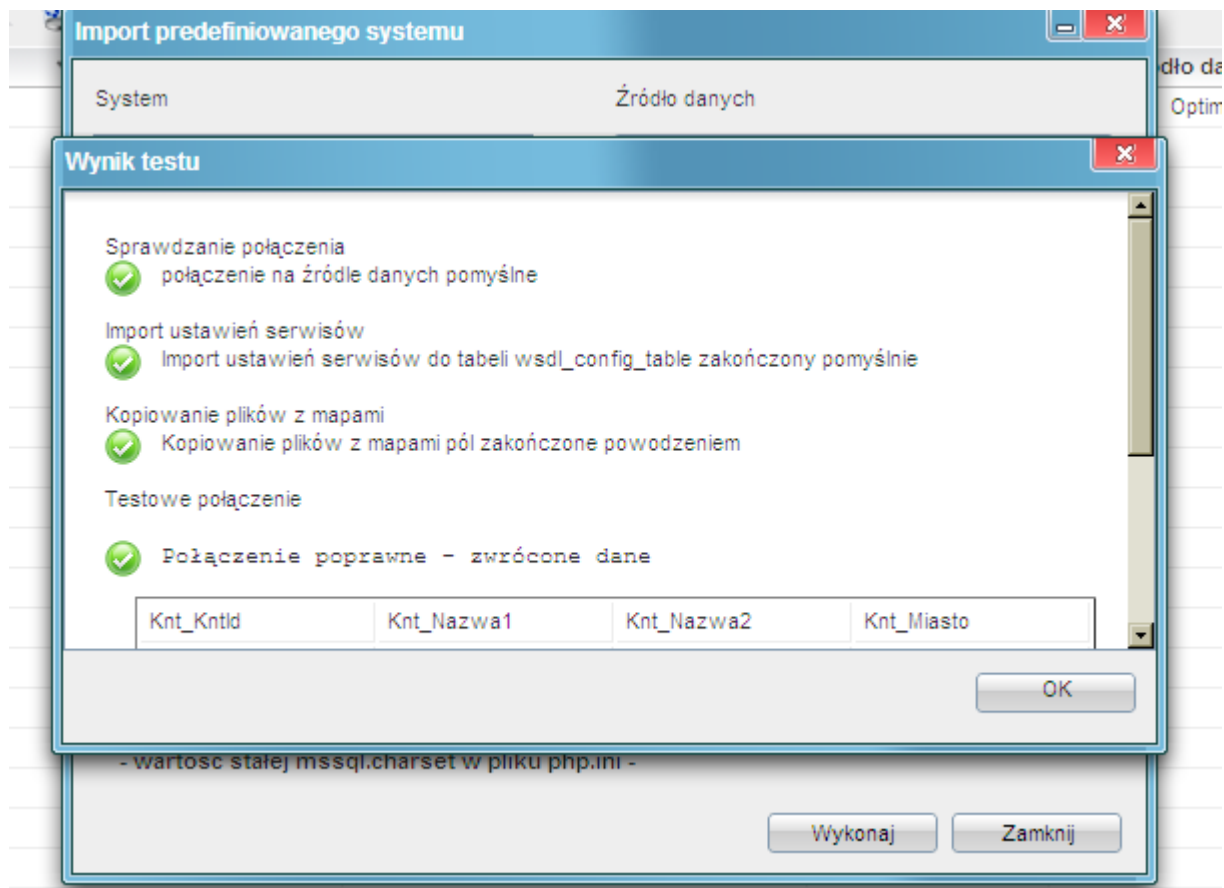 Import predefiniowanego systemu
System
Źródło danych
Wynik testu
Sprawdzanie połączenia
połączenie na źródle danych pomyślne
Import ustawień serwisów
Import ustawień serwisów do tabeli wsdl_config_table zakończony pomyślnie
Kopiowanie plików z mapami
Kopiowanie plików z mapami pól zakończone powodzeniem
Testowe połączenie
Połączenie poprawne - zwrócone dane
Knt_KntId Knt_Nazwa1 Knt_Nazwa2 Knt_Miasto
OK
- wartość stałej mssql.charset w pliku php.ini -
Wykonaj Zamknij